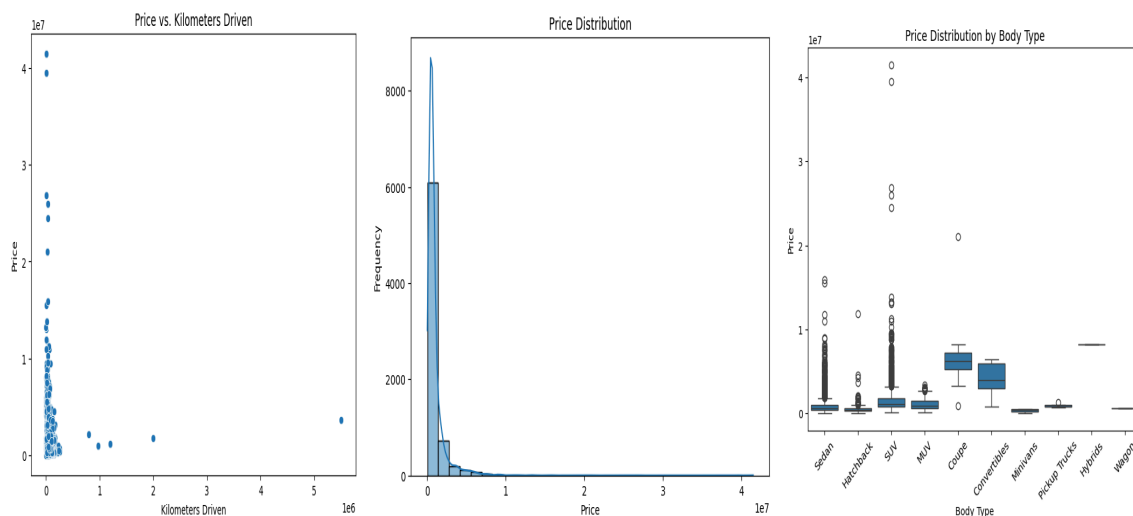 Price vs. Kilometers Driven
1e7
4
3
2
1
0
Price
0 1 2 3 4 5
1e6
Kilometers Driven
Price Distribution
8000
6000
4000
2000
0
Frequency
0 1 2 3 4
1e7
Price
Price Distribution by Body Type
1e7
4
3
2
1
0
Price
Sedan
Hatchback
SUV
MUV
Coupe
Convertibles
Minivans
Pickup Trucks
Hybrids
Wagon
Body Type